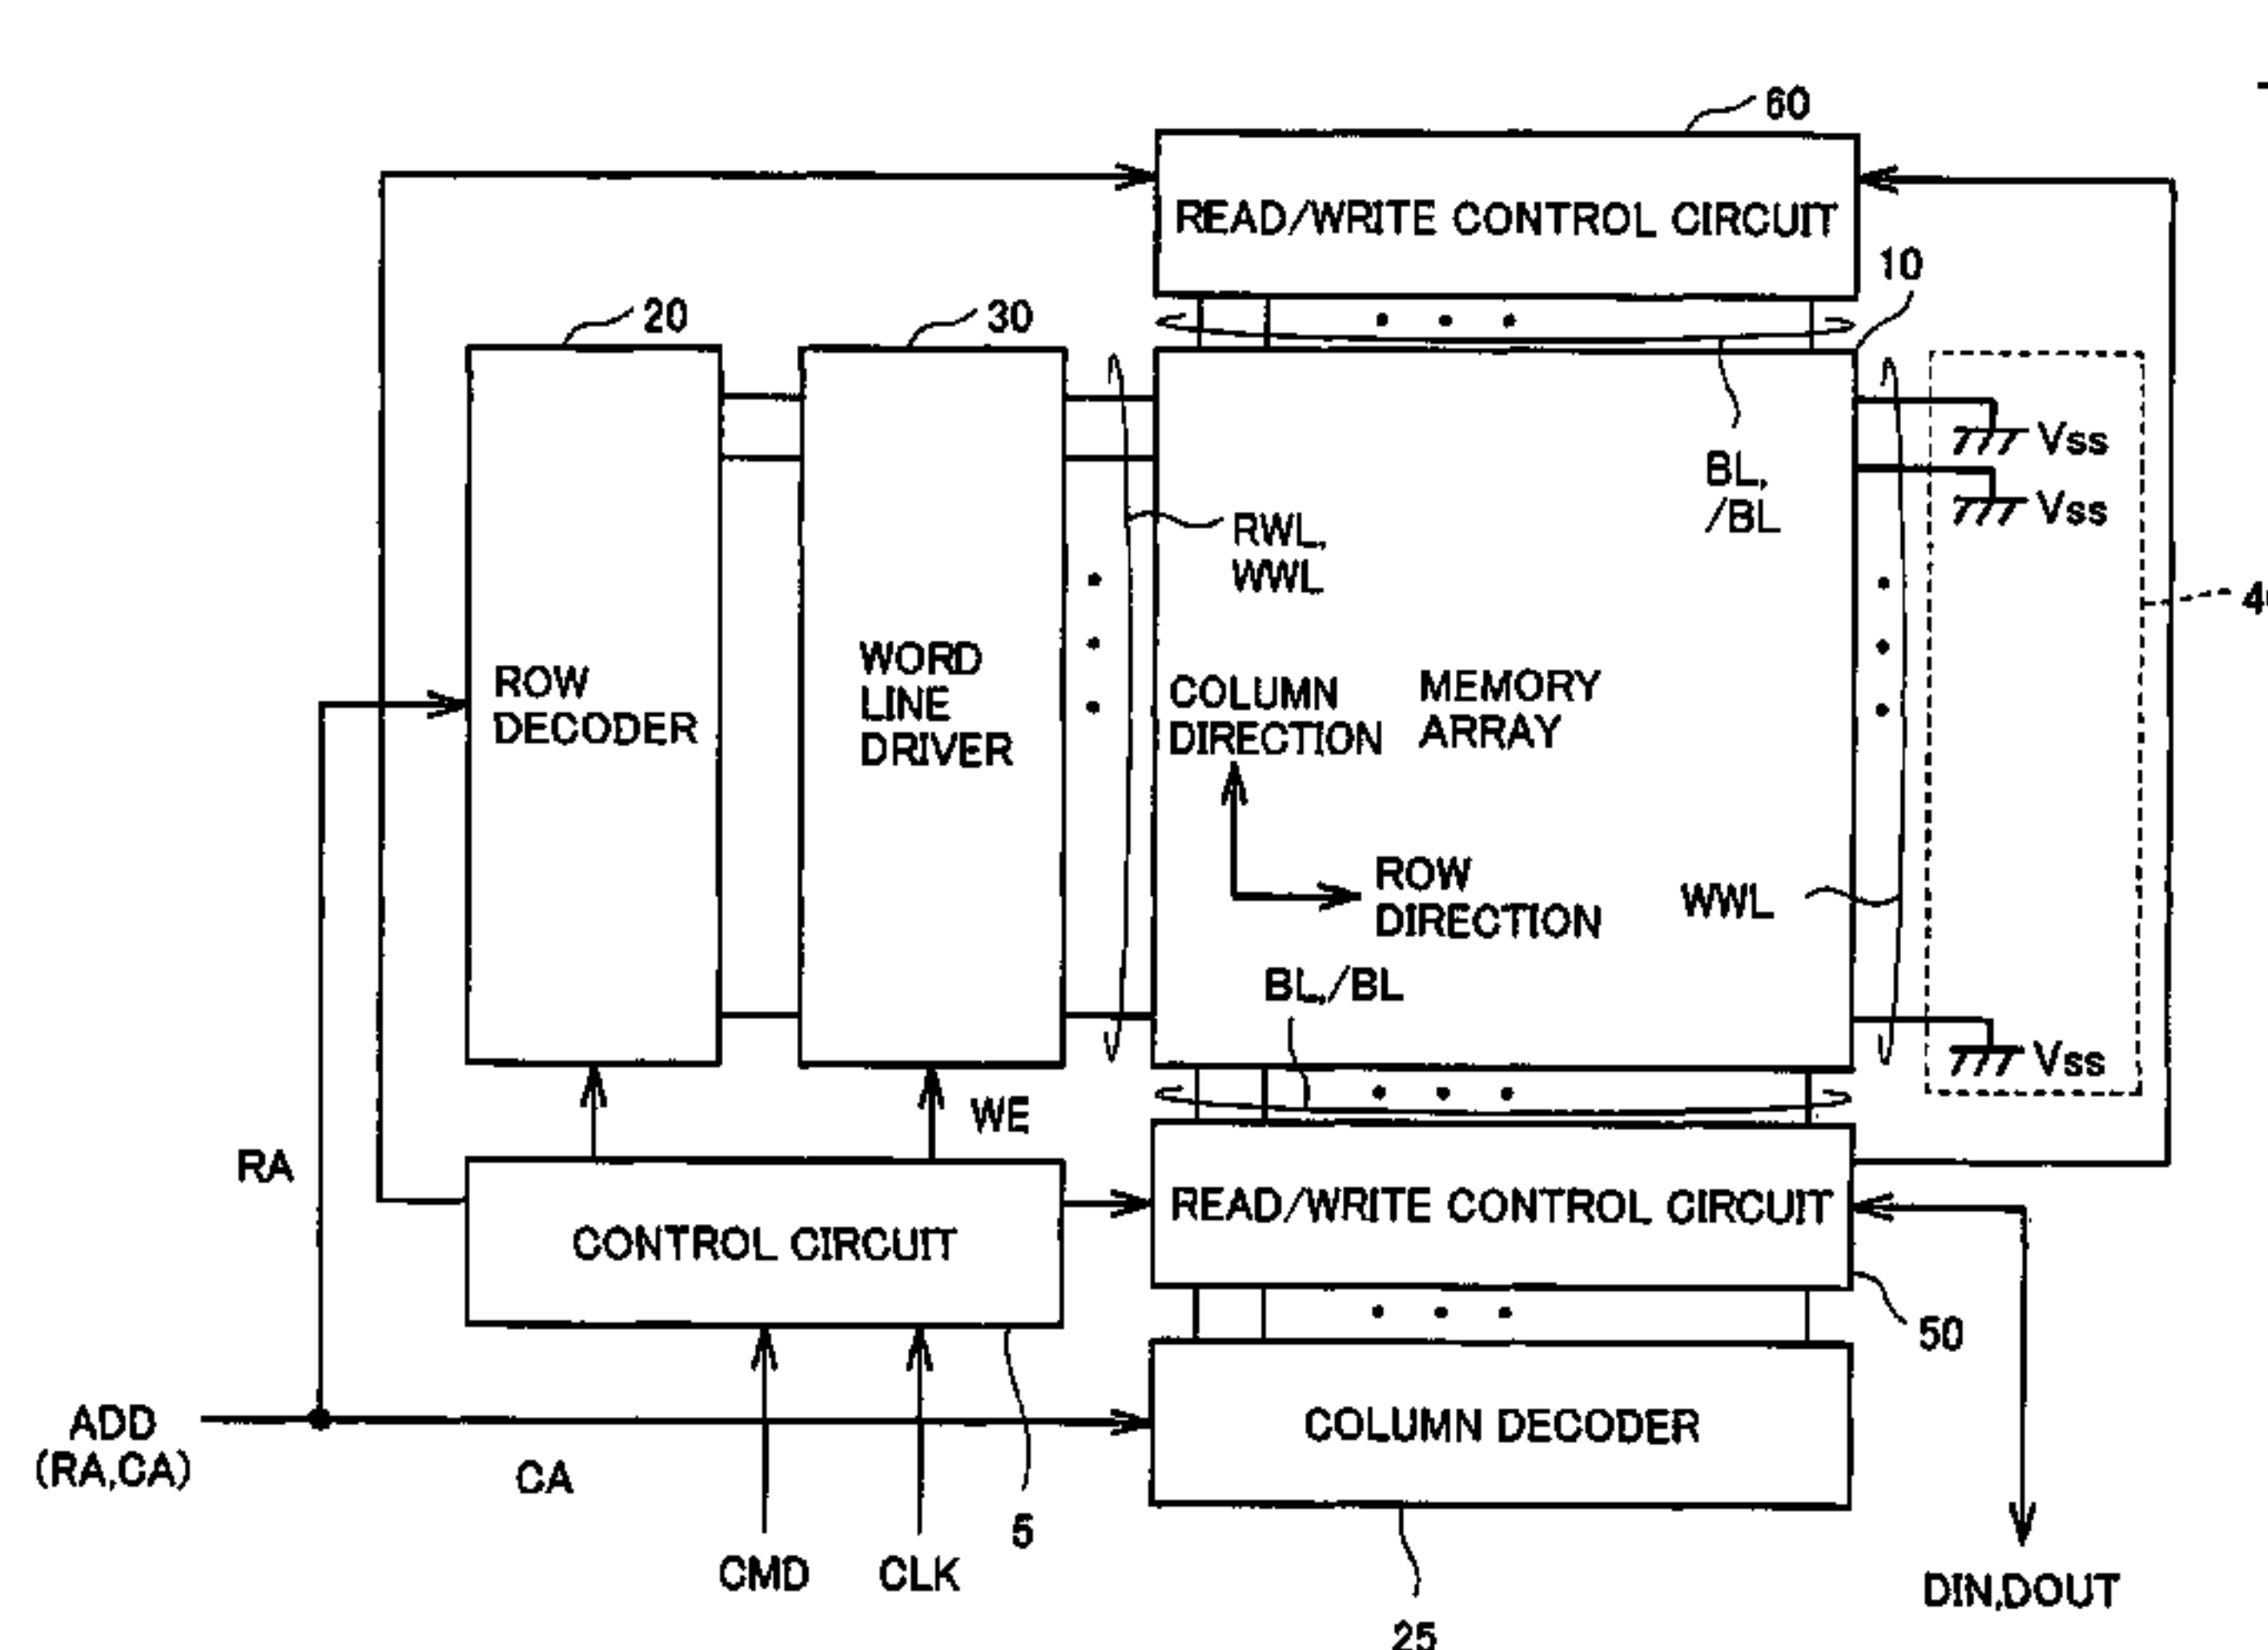 60
READ/WRITE CONTROL CIRCUIT
10
20
30
Vss
BL,
/BL
Vss
RWL,
WWL
ROW
DECODER
WORD
LINE
DRIVER
COLUMN
DIRECTION
MEMORY
ARRAY
ROW
DIRECTION
WWL
BL,/BL
Vss
WE
RA
READ/WRITE CONTROL CIRCUIT
CONTROL CIRCUIT
50
ADD
(RA,CA)
CA
COLUMN DECODER
5
CMD
CLK
DIN,DOUT
25